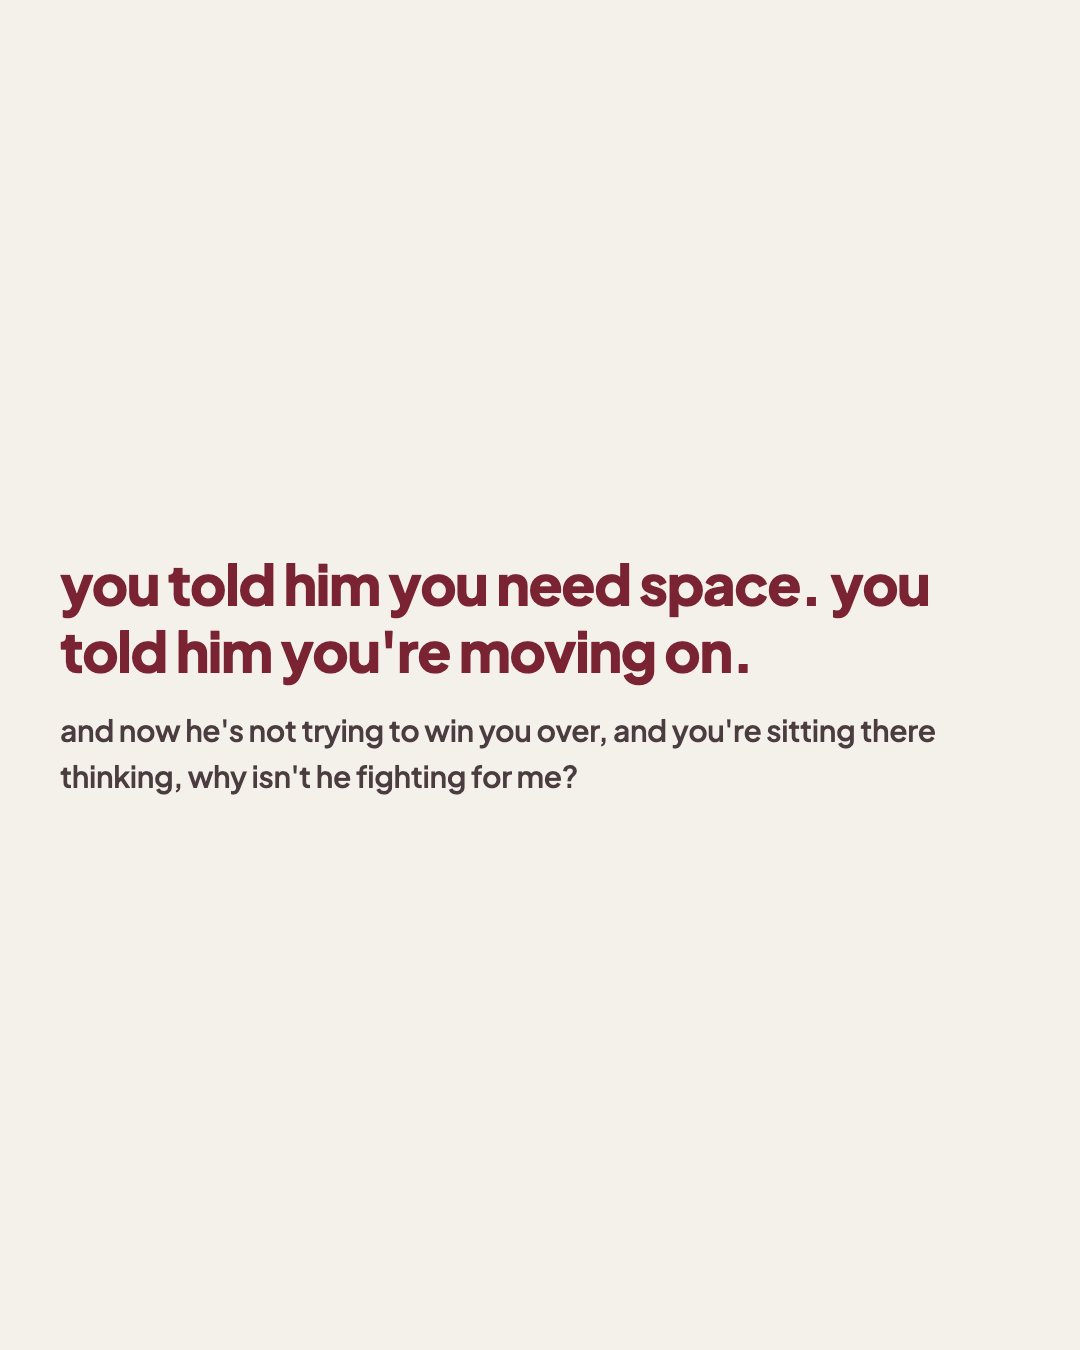 you told him you need space. you
told him you're moving on.
and now he's not trying to win you over, and you're sitting there
thinking, why isn't he fighting for me?